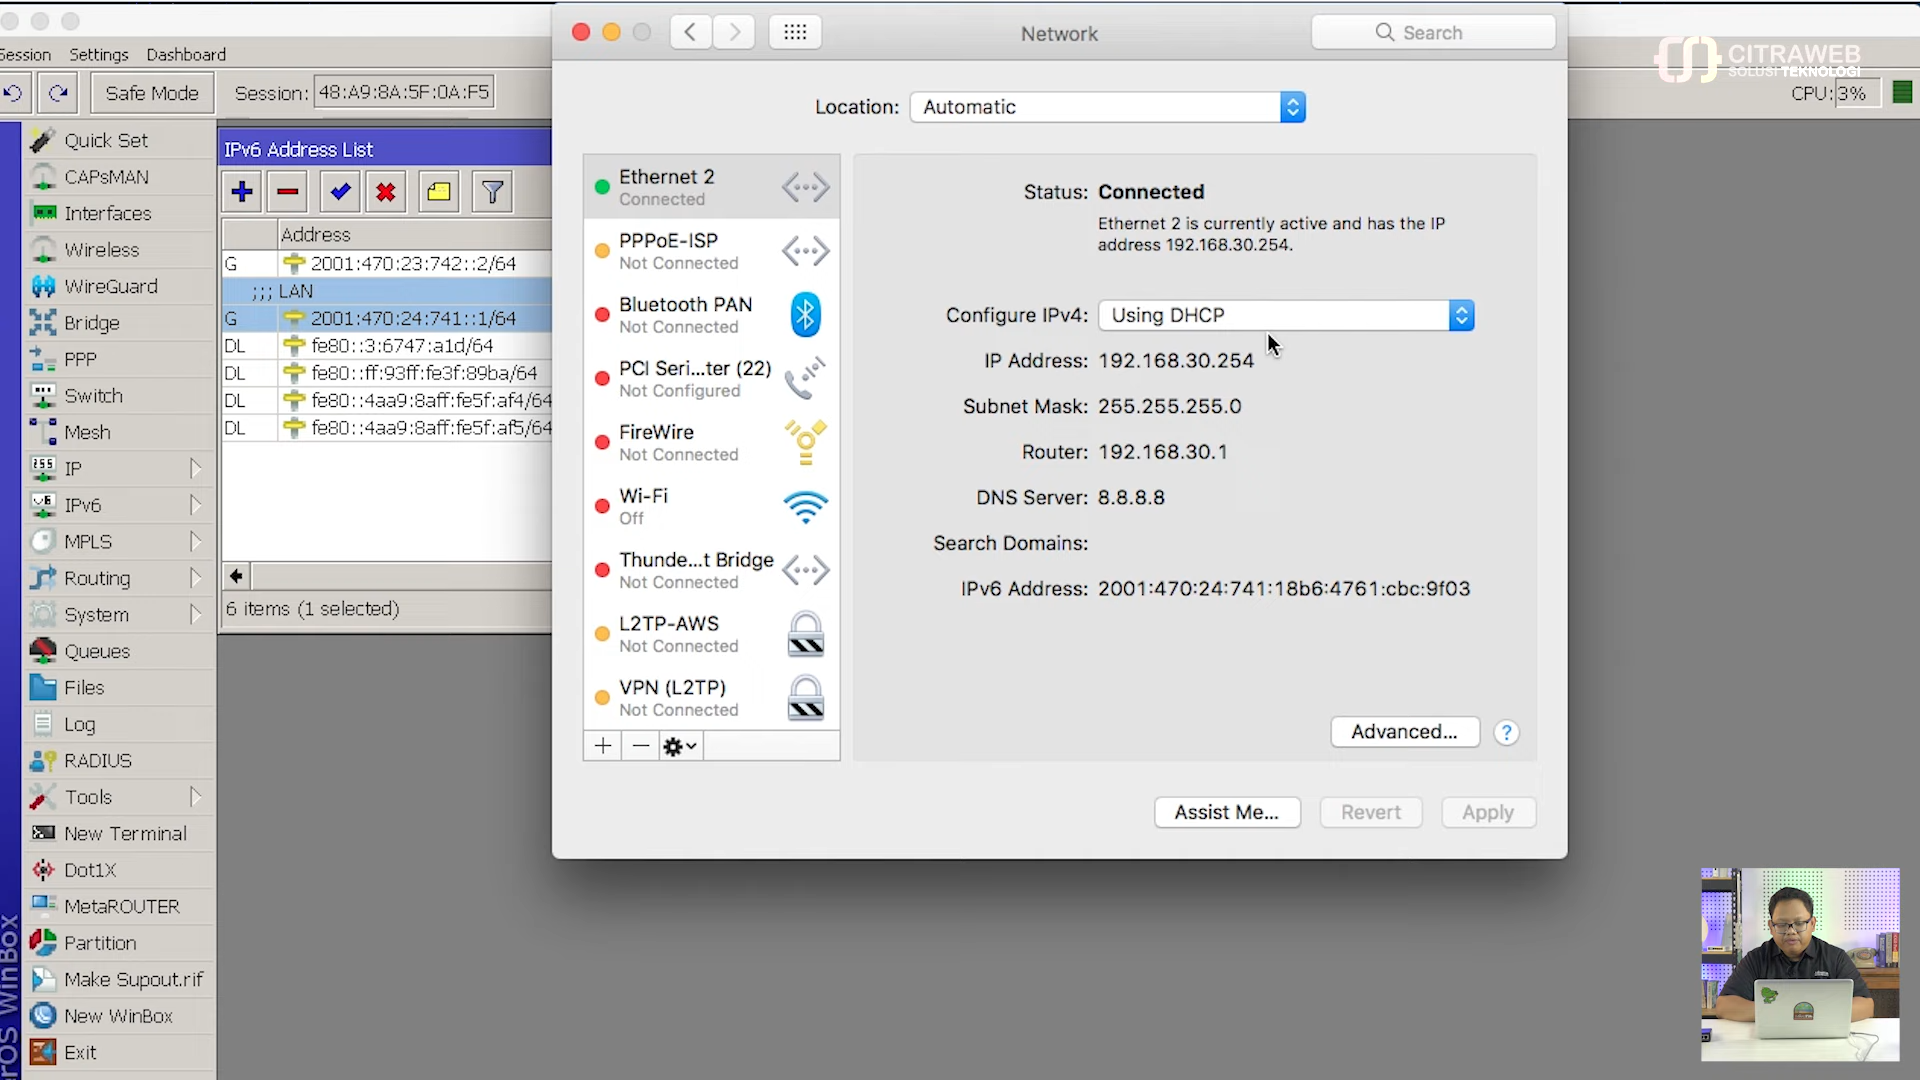 Session Settings Dashboard
Safe Mode Session: 48:A9:8A:5F:0A:F5 CPU: 3%
CITRAWEB
SOLUSI TEKNOLOGI
Quick Set
CAPsMAN
Interfaces
Wireless
WireGuard
Bridge
PPP
Switch
Mesh
IP
IPv6
MPLS
Routing
System
Queues
Files
Log
RADIUS
Tools
New Terminal
Dot1X
MetaROUTER
Partition
Make Supout.rif
New WinBox
Exit
OS WinBox
IPv6 Address List
Address
G 2001:470:23:742::2/64
;;; LAN
G 2001:470:24:741::1/64
DL fe80::3:6747:a1d/64
DL fe80::ff:93ff:fe3f:89ba/64
DL fe80::4aa9:8aff:fe5f:af4/64
DL fe80::4aa9:8aff:fe5f:af5/64
6 items (1 selected)
Network
Search
Location: Automatic
Ethernet 2
Connected
PPPoE-ISP
Not Connected
Bluetooth PAN
Not Connected
PCI Seri...ter (22)
Not Configured
FireWire
Not Connected
Wi-Fi
Off
Thunde...t Bridge
Not Connected
L2TP-AWS
Not Connected
VPN (L2TP)
Not Connected
Status: Connected
Ethernet 2 is currently active and has the IP
address 192.168.30.254.
Configure IPv4: Using DHCP
IP Address: 192.168.30.254
Subnet Mask: 255.255.255.0
Router: 192.168.30.1
DNS Server: 8.8.8.8
Search Domains:
IPv6 Address: 2001:470:24:741:18b6:4761:cbc:9f03
Advanced... ?
Assist Me... Revert Apply